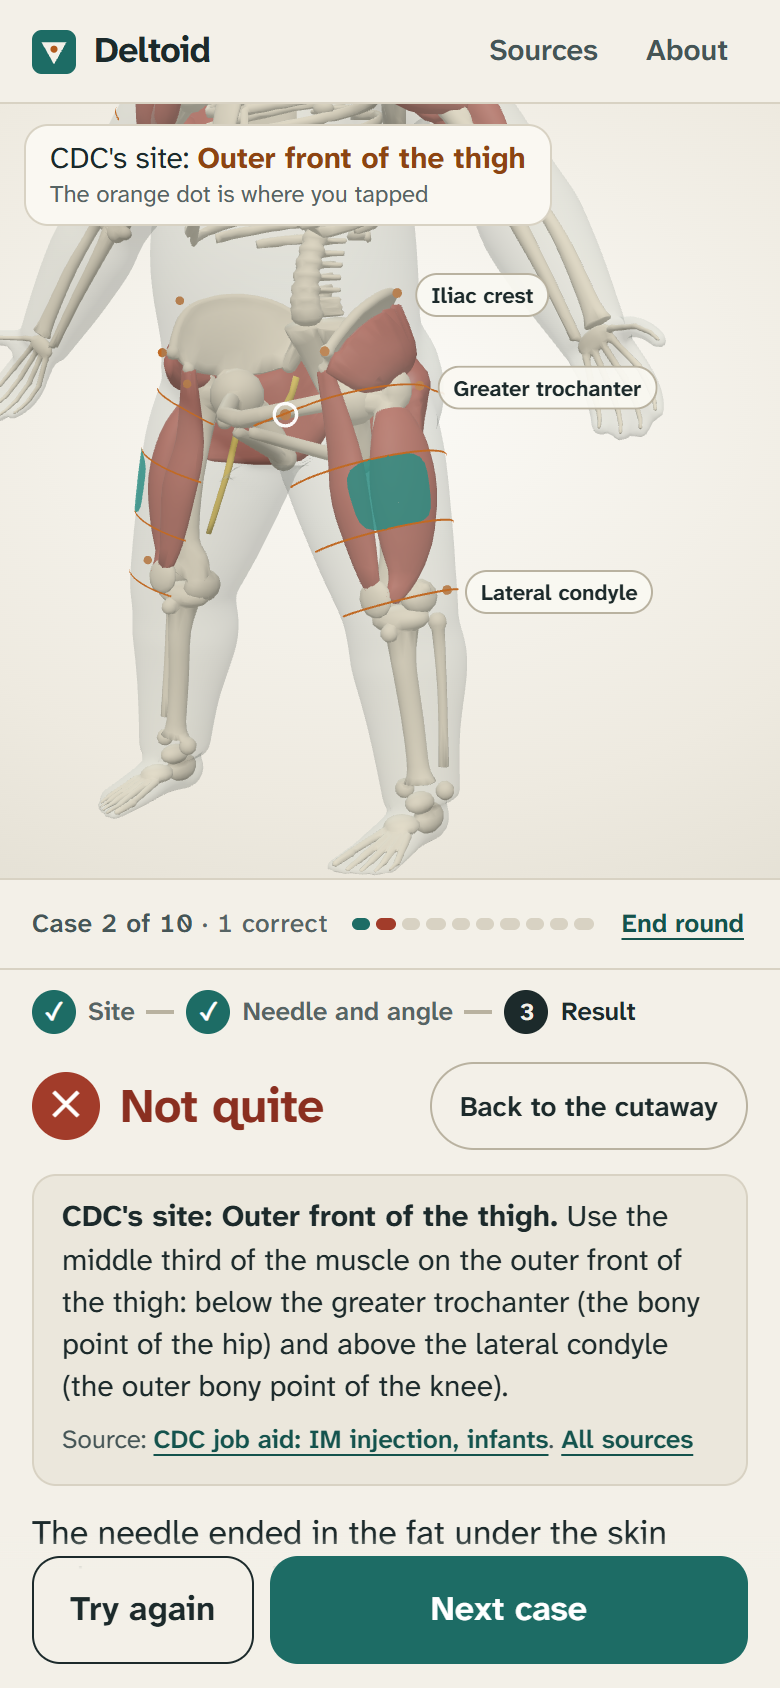 Deltoid
Sources
About
CDC's site: Outer front of the thigh
The orange dot is where you tapped
Iliac crest
Greater trochanter
Lateral condyle
Case 2 of 10 · 1 correct
End round
✓ Site
✓ Needle and angle
3 Result
Not quite
Back to the cutaway
CDC's site: Outer front of the thigh. Use the
middle third of the muscle on the outer front of
the thigh: below the greater trochanter (the bony
point of the hip) and above the lateral condyle
(the outer bony point of the knee).
Source: CDC job aid: IM injection, infants. All sources
The needle ended in the fat under the skin
Try again
Next case